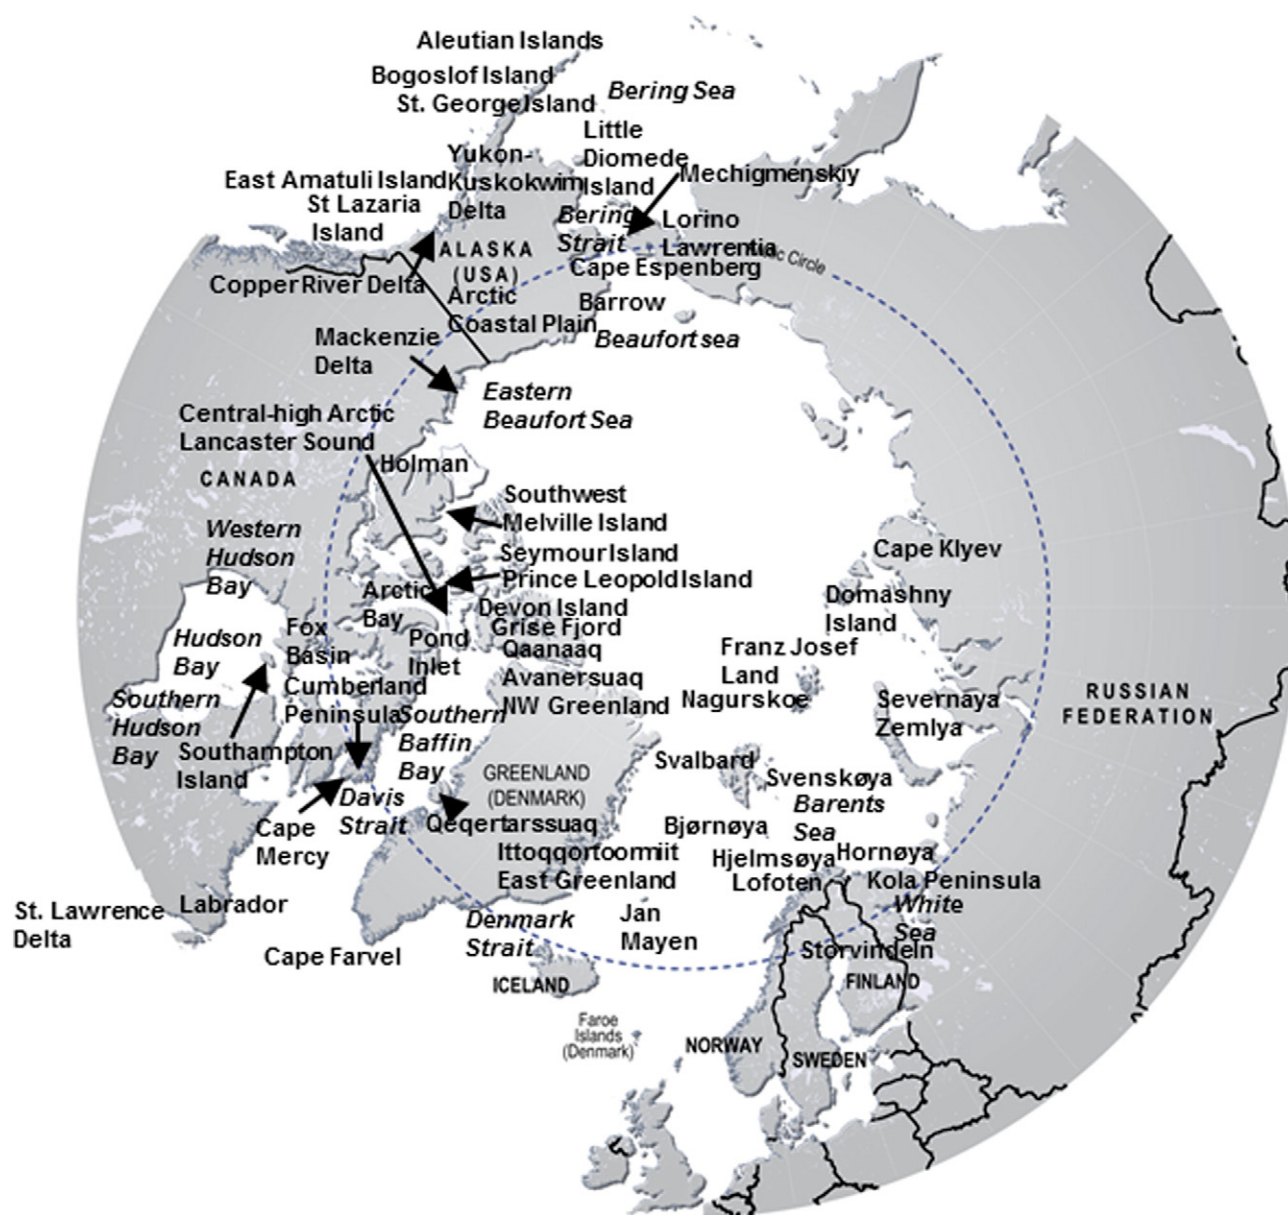 Aleutian Islands
Bogoslof Island
St. George Island
Bering Sea
Little
Diomede
Island
Mechigmenskiy
Yukon-
Kuskokwim
Delta
East Amatuli Island
St Lazaria
Island
Bering
Strait
Lorino
Lawrentia
Circle
ALASKA
(USA)
Cape Espenberg
Copper River Delta
Arctic
Coastal Plain
Barrow
Beaufort sea
Mackenzie
Delta
Eastern
Beaufort Sea
Central-high Arctic
Lancaster Sound
CANADA
Holman
Southwest
Melville Island
Western
Hudson
Bay
Seymour Island
Prince Leopold Island
Cape Klyev
Arctic
Bay
Devon Island
Grise Fjord
Qaanaaq
Domashny
Island
Hudson
Bay
Fox
Basin
Pond
Inlet
Franz Josef
Land
Nagurskoe
Avanersuaq
NW Greenland
Cumberland
Peninsula
Southern
Hudson
Bay
Southern
Baffin
Bay
Severnaya
Zemlya
RUSSIAN
FEDERATION
Southampton
Island
Svalbard
Svenskøya
GREENLAND
(DENMARK)
Barents
Sea
Davis
Strait
Cape
Mercy
Qeqertarssuaq
Bjørnøya
Ittoqqortoormiit
East Greenland
Hjelmsøya
Hornøya
Lofoten
Kola Peninsula
White
Sea
St. Lawrence
Delta
Labrador
Denmark
Strait
Jan
Mayen
Cape Farvel
Storvindeln
ICELAND
FINLAND
Faroe
Islands
(Denmark)
NORWAY
SWEDEN